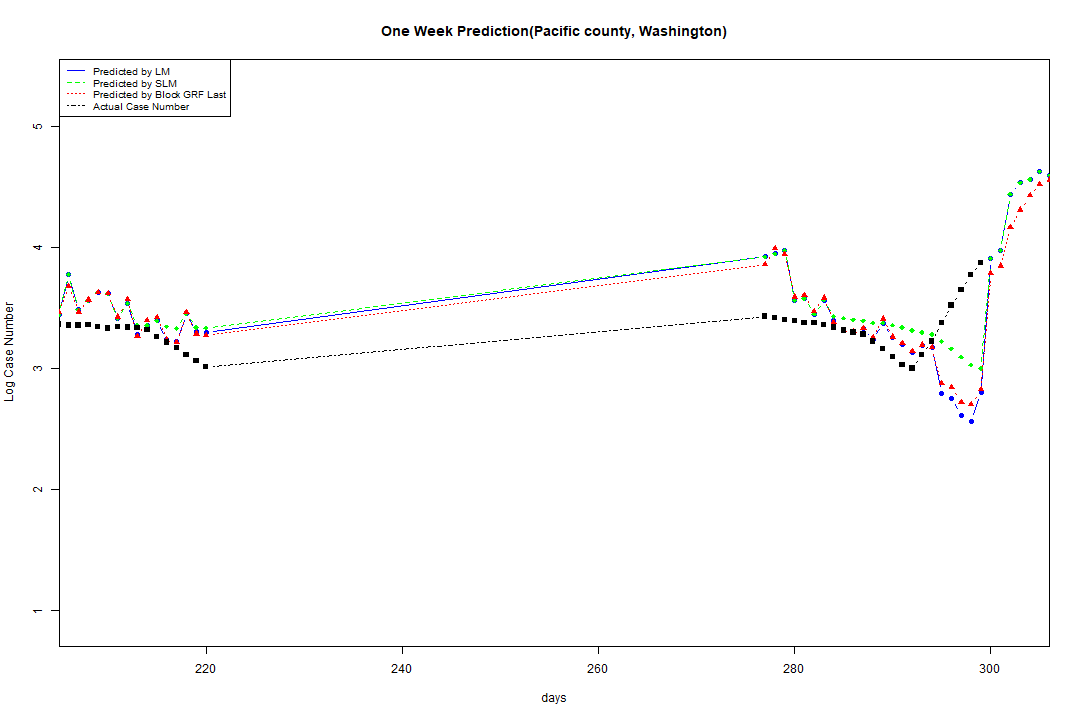 One Week Prediction(Pacific county, Washington)
Predicted by LM
Predicted by SLM
Predicted by Block GRF Last
Actual Case Number
5
4
3
2
1
Log Case Number
220 240 260 280 300
days